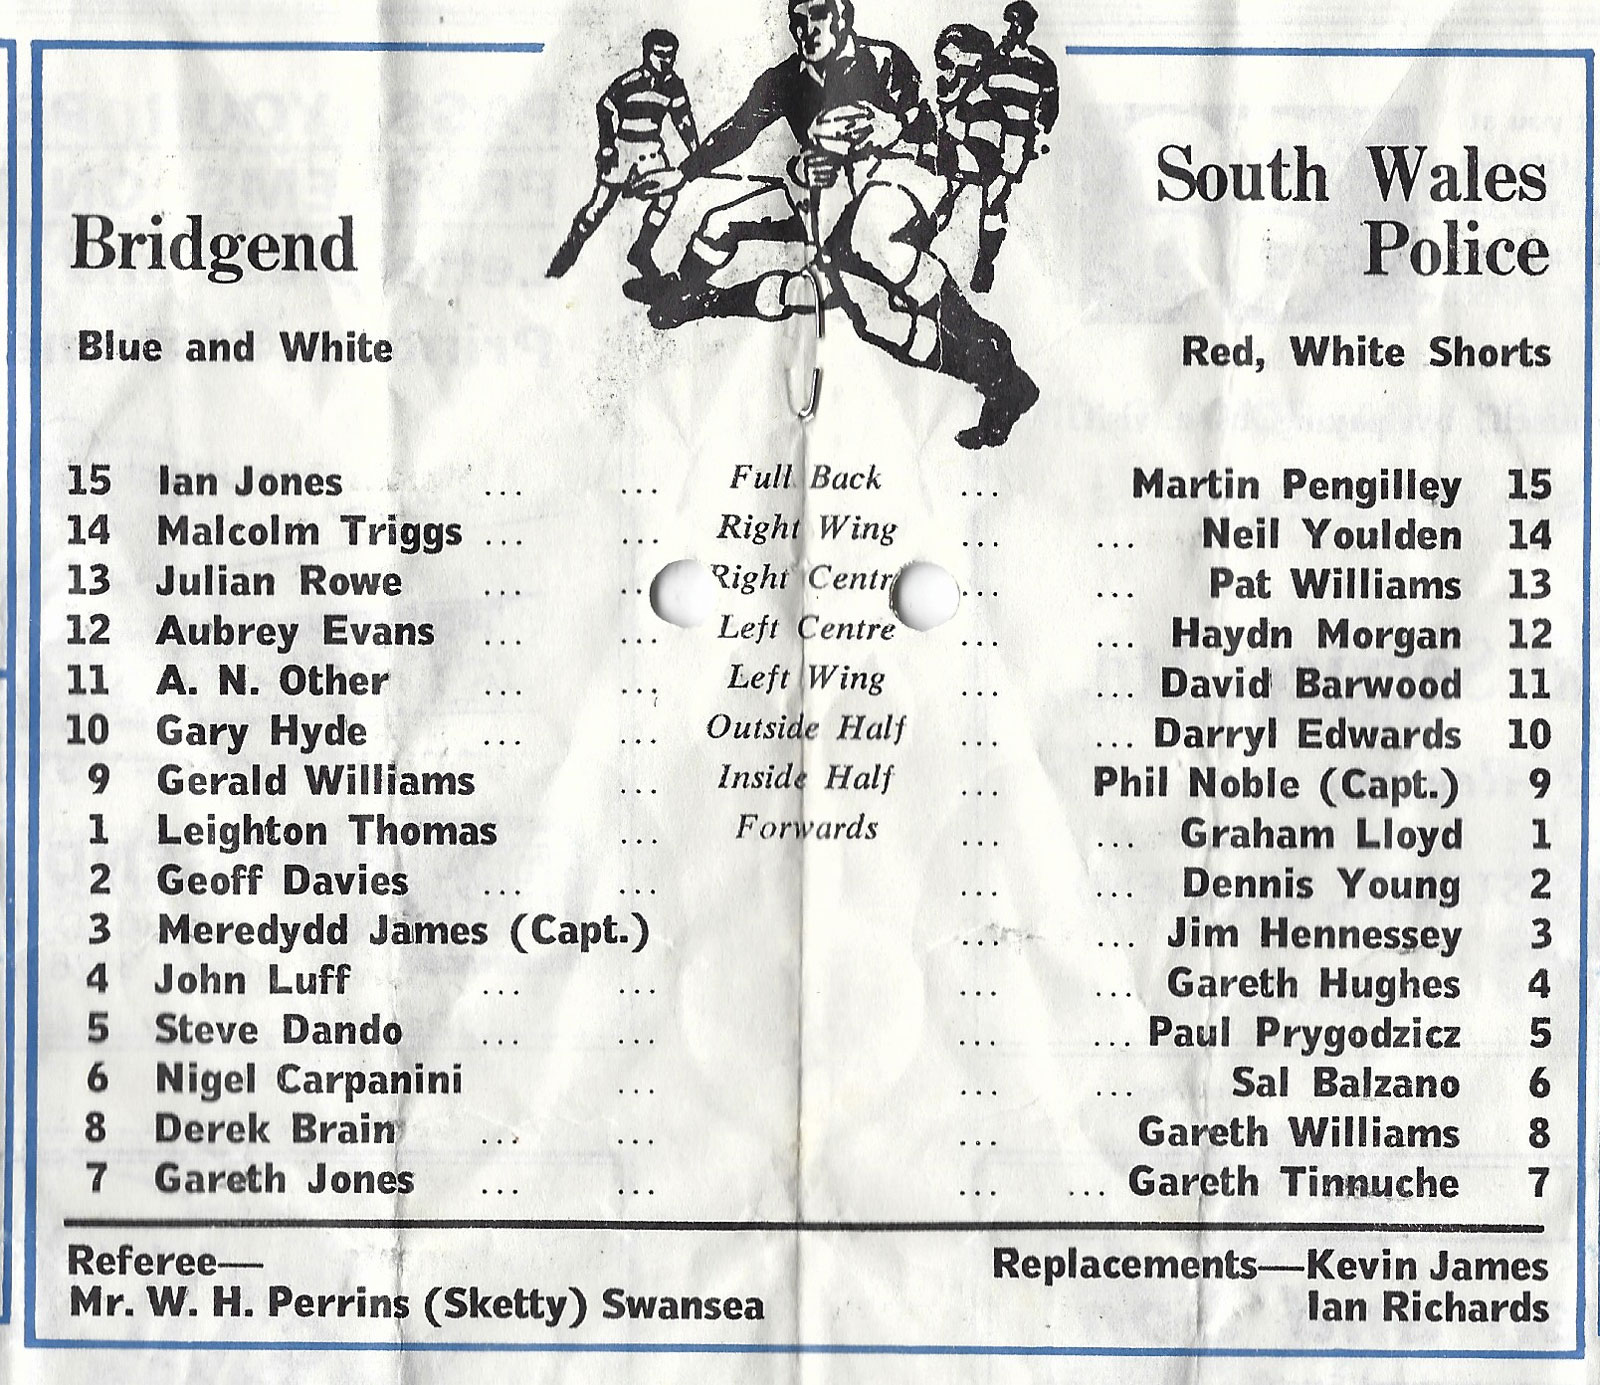 Bridgend
South Wales
Police
Blue and White
Red, White Shorts
15 Ian Jones ... ... Full Back ... Martin Pengilley 15
14 Malcolm Triggs ... ... Right Wing ... ... Neil Youlden 14
13 Julian Rowe ... ... Right Centre ... ... Pat Williams 13
12 Aubrey Evans ... ... Left Centre ... ... Haydn Morgan 12
11 A. N. Other ... ... Left Wing ... ... David Barwood 11
10 Gary Hyde ... ... Outside Half ... ... Darryl Edwards 10
9 Gerald Williams ... Inside Half ... Phil Noble (Capt.) 9
1 Leighton Thomas ... Forwards ... ... Graham Lloyd 1
2 Geoff Davies ... ... ... ... Dennis Young 2
3 Meredydd James (Capt.) ... ... Jim Hennessey 3
4 John Luff ... ... ... ... Gareth Hughes 4
5 Steve Dando ... ... ... ... Paul Prygodzicz 5
6 Nigel Carpanini ... ... ... Sal Balzano 6
8 Derek Brain ... ... ... Gareth Williams 8
7 Gareth Jones ... ... ... ... Gareth Tinnuche 7
Referee—
Mr. W. H. Perrins (Sketty) Swansea
Replacements—Kevin James
Ian Richards